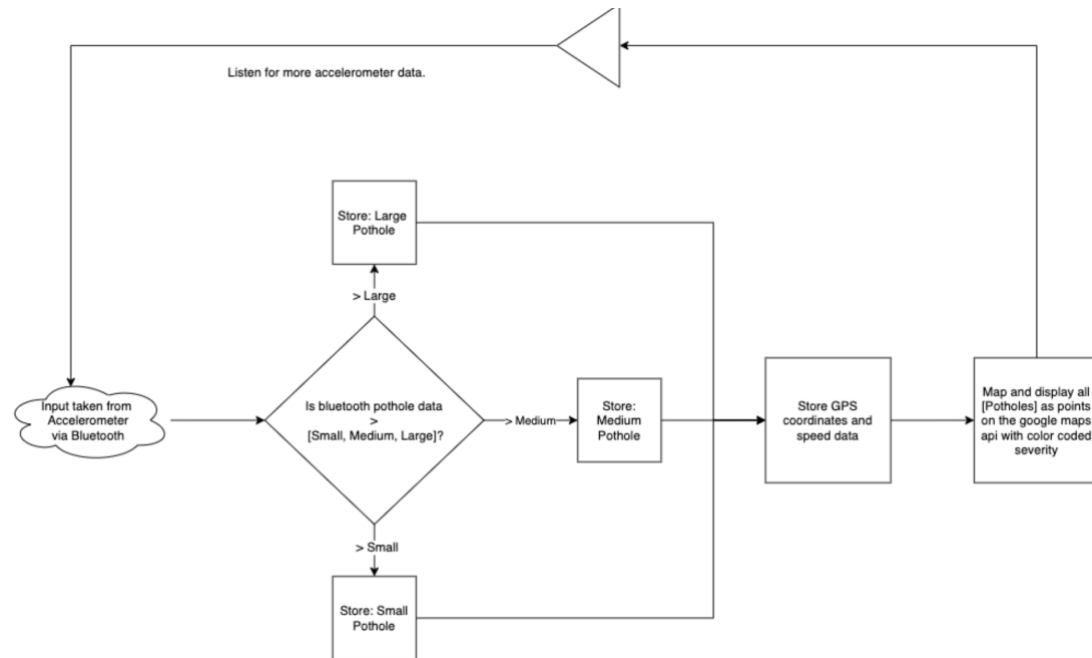 Listen for more accelerometer data.
Store: Large
Pothole
> Large
Input taken from
Accelerometer
via Bluetooth
Is bluetooth pothole data
>
[Small, Medium, Large]?
> Medium
Store:
Medium
Pothole
Store GPS
coordinates and
speed data
Map and display all
[Potholes] as points
on the google maps
api with color coded
severity
> Small
Store: Small
Pothole